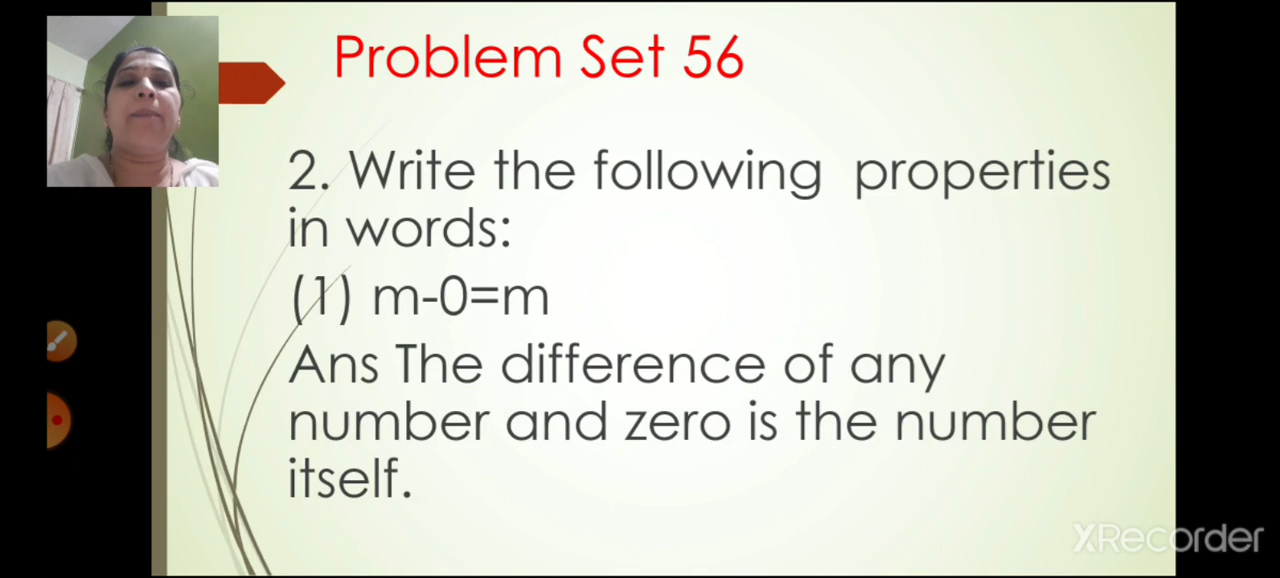 Problem Set 56
2. Write the following properties
in words:
(1) m-0=m
Ans The difference of any
number and zero is the number
itself.
XRecorder